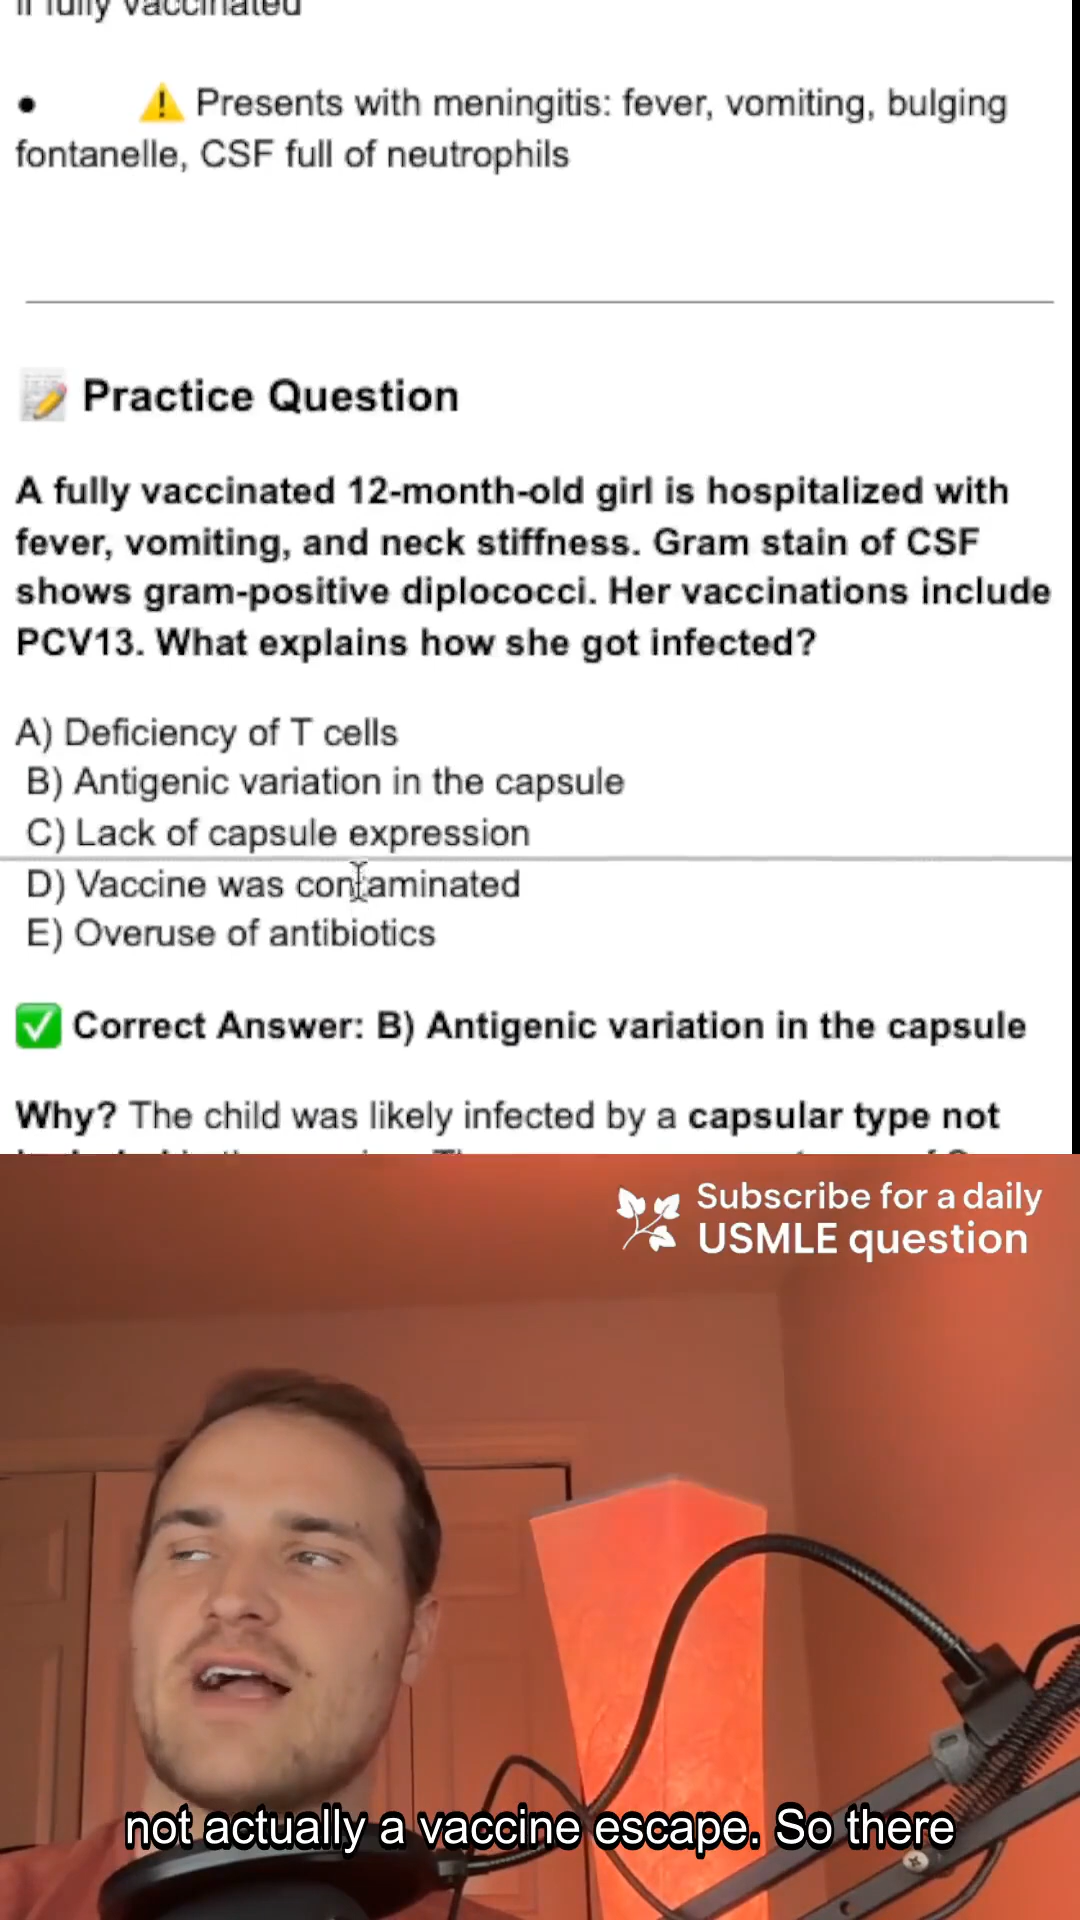 if fully vaccinated
• ⚠️ Presents with meningitis: fever, vomiting, bulging
fontanelle, CSF full of neutrophils
📝 Practice Question
A fully vaccinated 12-month-old girl is hospitalized with
fever, vomiting, and neck stiffness. Gram stain of CSF
shows gram-positive diplococci. Her vaccinations include
PCV13. What explains how she got infected?
A) Deficiency of T cells
B) Antigenic variation in the capsule
C) Lack of capsule expression
D) Vaccine was contaminated
E) Overuse of antibiotics
✅ Correct Answer: B) Antigenic variation in the capsule
Why? The child was likely infected by a capsular type not
Subscribe for a daily
USMLE question
not actually a vaccine escape. So there